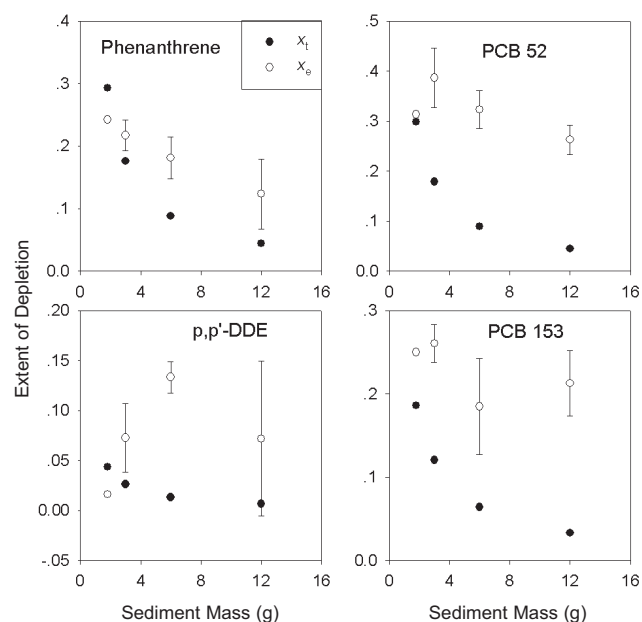 Phenanthrene
xt
xe
PCB 52
.4
.3
.2
.1
0.0
0 4 8 12 16
.5
.4
.3
.2
.1
0.0
0 4 8 12 16
Extent of Depletion
p,p'-DDE
.20
.15
.10
.05
0.00
-.05
0 4 8 12 16
Sediment Mass (g)
PCB 153
.3
.2
.1
0.0
0 4 8 12 16
Sediment Mass (g)